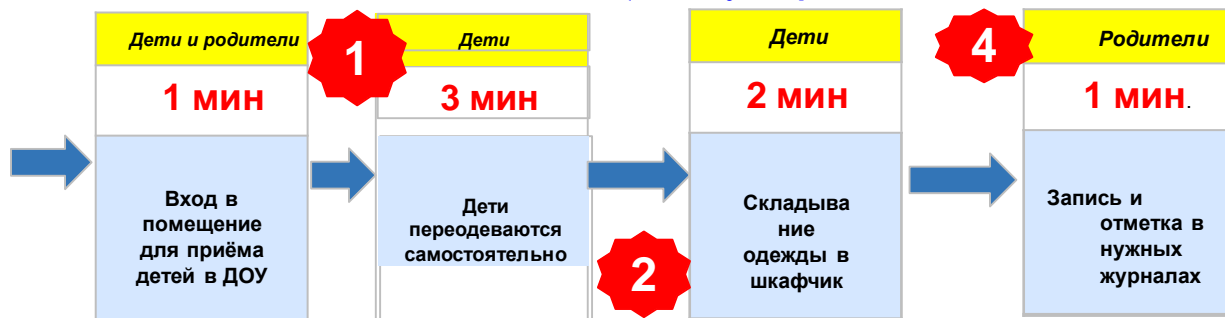 Дети и родители
1 мин
Вход в
помещение
для приёма
детей в ДОУ
1
Дети
3 мин
Дети
переодеваются
самостоятельно
2
Дети
2 мин
Складыва
ние
одежды в
шкафчик
4
Родители
1 мин.
Запись и
отметка в
нужных
журналах